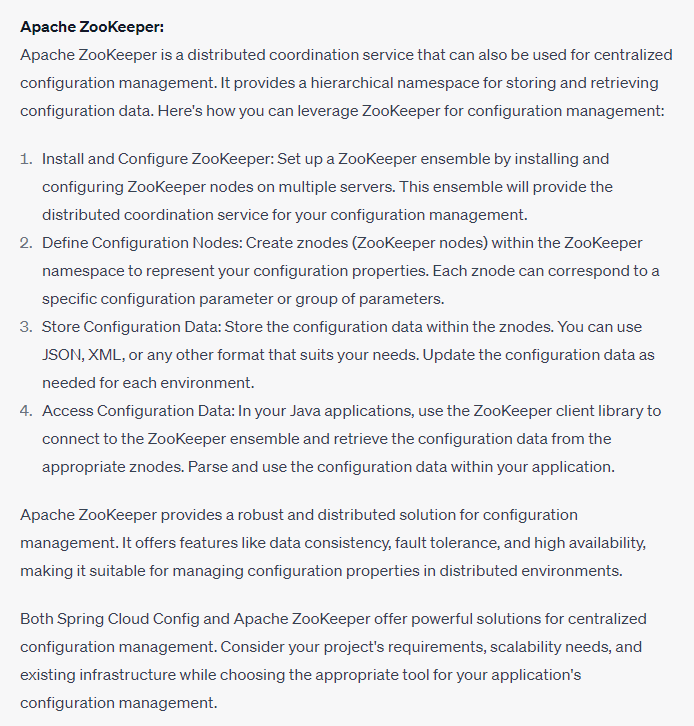 Apache ZooKeeper:
Apache ZooKeeper is a distributed coordination service that can also be used for centralized
configuration management. It provides a hierarchical namespace for storing and retrieving
configuration data. Here's how you can leverage ZooKeeper for configuration management:
1. Install and Configure ZooKeeper: Set up a ZooKeeper ensemble by installing and
configuring ZooKeeper nodes on multiple servers. This ensemble will provide the
distributed coordination service for your configuration management.
2. Define Configuration Nodes: Create znodes (ZooKeeper nodes) within the ZooKeeper
namespace to represent your configuration properties. Each znode can correspond to a
specific configuration parameter or group of parameters.
3. Store Configuration Data: Store the configuration data within the znodes. You can use
JSON, XML, or any other format that suits your needs. Update the configuration data as
needed for each environment.
4. Access Configuration Data: In your Java applications, use the ZooKeeper client library to
connect to the ZooKeeper ensemble and retrieve the configuration data from the
appropriate znodes. Parse and use the configuration data within your application.
Apache ZooKeeper provides a robust and distributed solution for configuration
management. It offers features like data consistency, fault tolerance, and high availability,
making it suitable for managing configuration properties in distributed environments.
Both Spring Cloud Config and Apache ZooKeeper offer powerful solutions for centralized
configuration management. Consider your project's requirements, scalability needs, and
existing infrastructure while choosing the appropriate tool for your application's
configuration management.